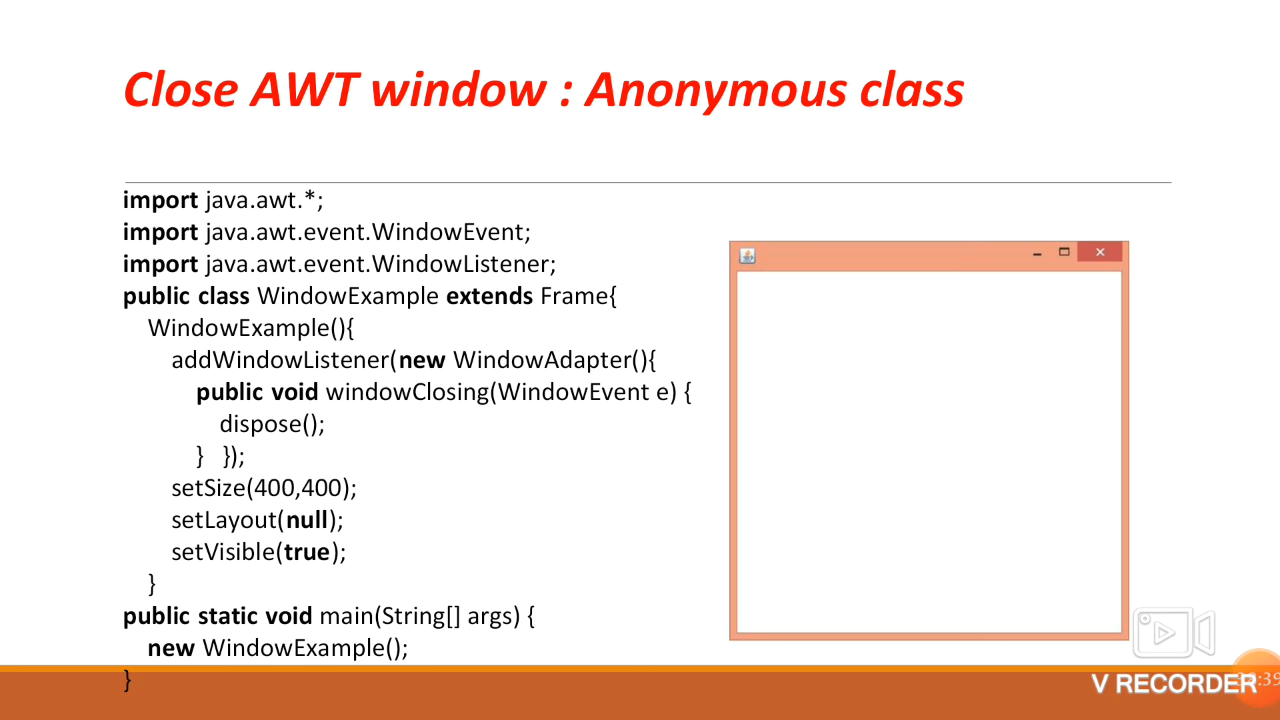 Close AWT window : Anonymous class
import java.awt.*;
import java.awt.event.WindowEvent;
import java.awt.event.WindowListener;
public class WindowExample extends Frame{
WindowExample(){
addWindowListener(new WindowAdapter(){
public void windowClosing(WindowEvent e) {
dispose();
} });
setSize(400,400);
setLayout(null);
setVisible(true);
}
public static void main(String[] args) {
new WindowExample();
}
V RECORDER